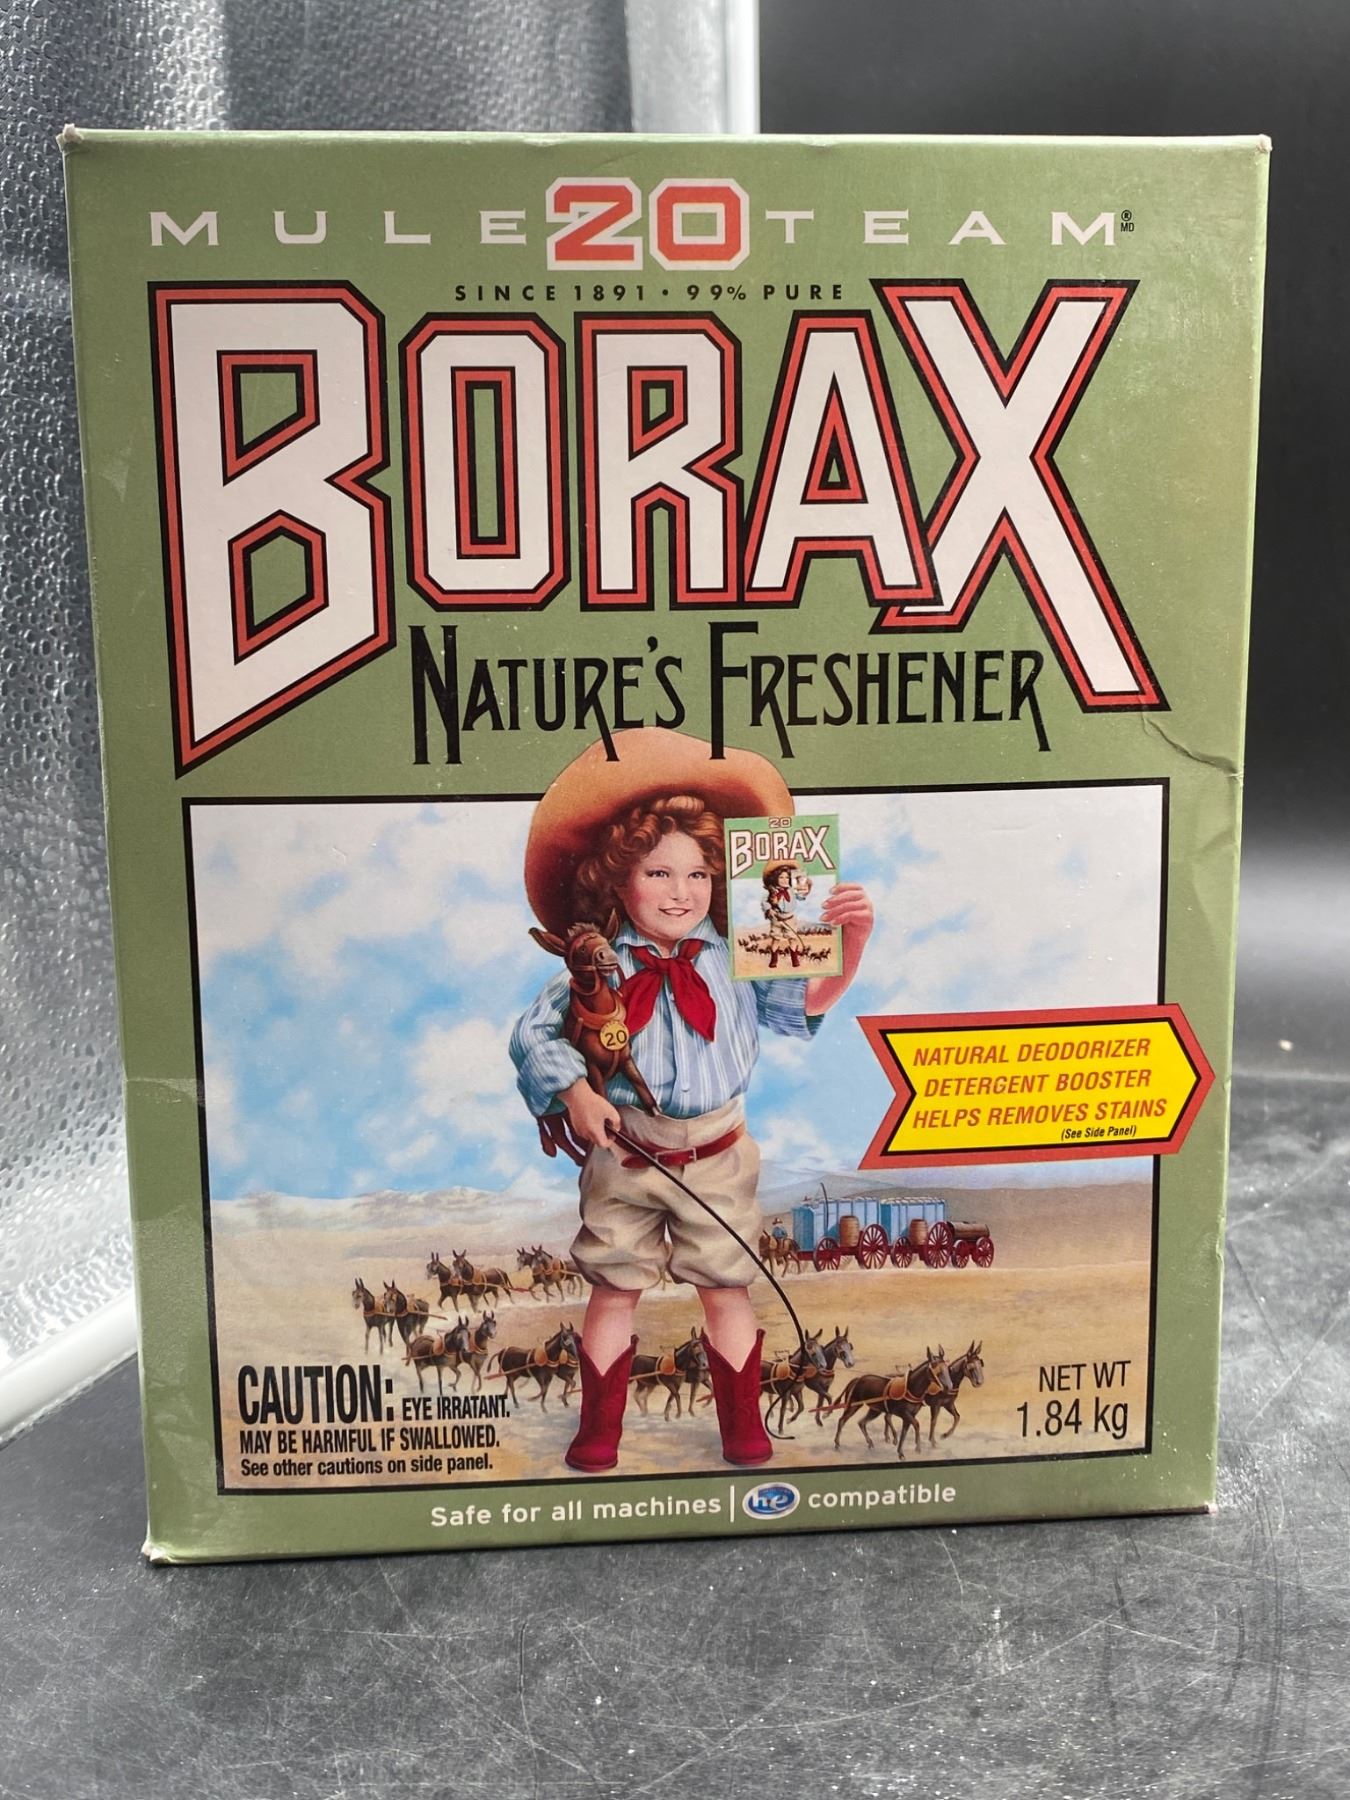 MULE 20 TEAM®
MD
SINCE 1891 • 99% PURE
BORAX
NATURE'S FRESHENER
20
BORAX
20
NATURAL DEODORIZER
DETERGENT BOOSTER
HELPS REMOVES STAINS
(See Side Panel)
CAUTION: EYE IRRATANT.
MAY BE HARMFUL IF SWALLOWED.
See other cautions on side panel.
NET WT
1.84 kg
Safe for all machines | he compatible